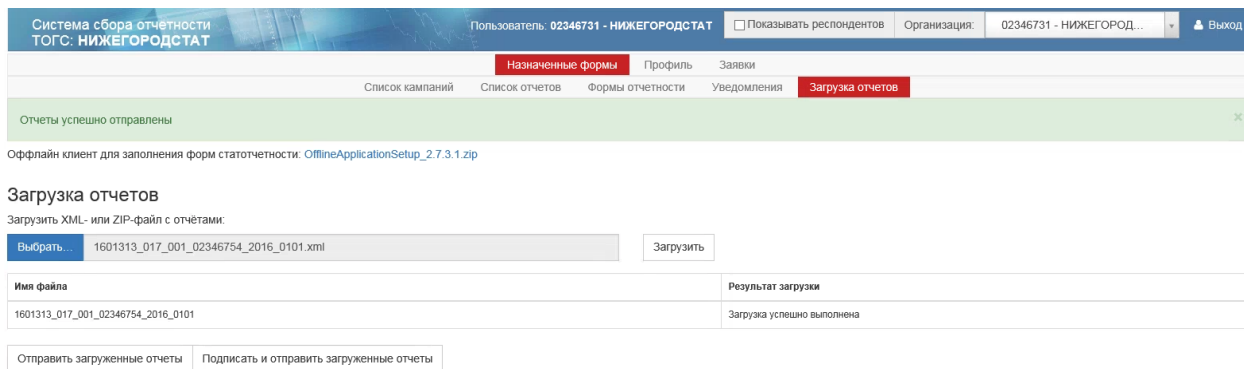 Система сбора отчетности
ТОГС: НИЖЕГОРОДСТАТ
Пользователь: 02346731 - НИЖЕГОРОДСТАТ
Показывать респондентов
Организация:
02346731 - НИЖЕГОРОД...
Выход
Назначенные формы Профиль Заявки
Список кампаний Список отчетов Формы отчетности Уведомления Загрузка отчетов
Отчеты успешно отправлены
Оффлайн клиент для заполнения форм статотчетности: OfflineApplicationSetup_2.7.3.1.zip
Загрузка отчетов
Загрузить XML- или ZIP-файл с отчётами:
Выбрать... 1601313_017_001_02346754_2016_0101.xml Загрузить
Имя файла Результат загрузки
1601313_017_001_02346754_2016_0101 Загрузка успешно выполнена
Отправить загруженные отчеты Подписать и отправить загруженные отчеты